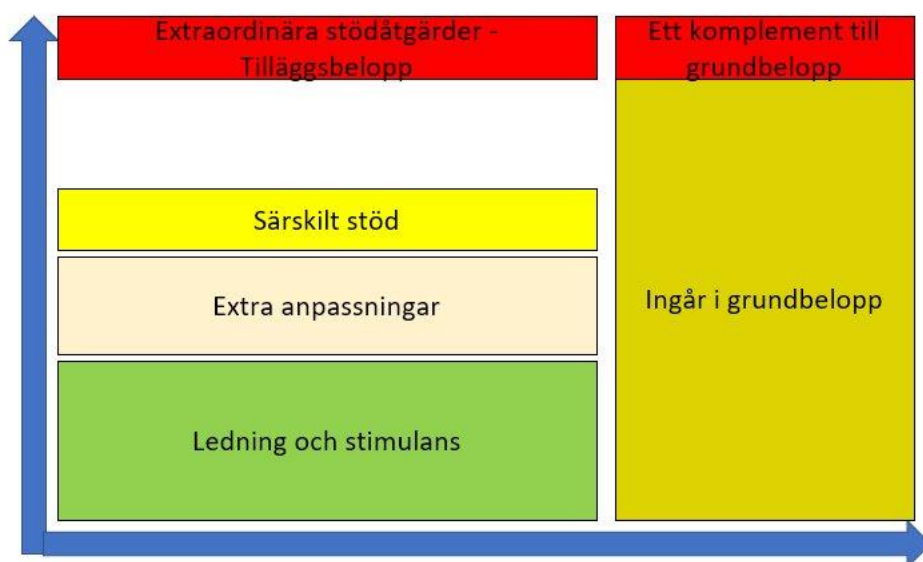 Extraordinära stödåtgärder -
Tilläggsbelopp
Ett komplement till
grundbelopp
Särskilt stöd
Extra anpassningar
Ingår i grundbelopp
Ledning och stimulans